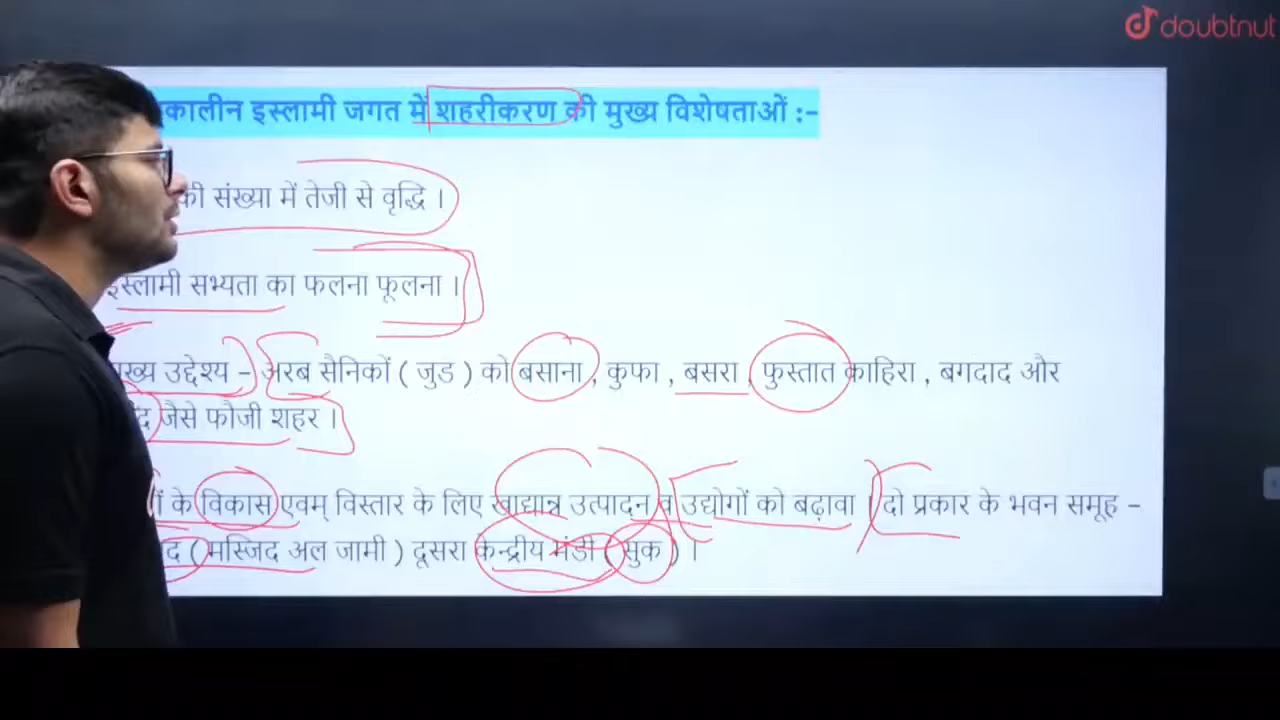 doubtnut
कालीन इस्लामी जगत में शहरीकरण की मुख्य विशेषताओं :-
की संख्या में तेजी से वृद्धि ।
इस्लामी सभ्यता का फलना फूलना ।
उद्देश्य – अरब सैनिकों ( जुड ) को बसाना , कुफा , बसरा , फुस्तात काहिरा , बगदाद और
जैसे फौजी शहर ।
के विकास एवम् विस्तार के लिए खाद्यान्न उत्पादन व उद्योगों को बढ़ावा । दो प्रकार के भवन समूह –
( मस्जिद अल जामी ) दूसरा केन्द्रीय मंडी ( सुक ) ।